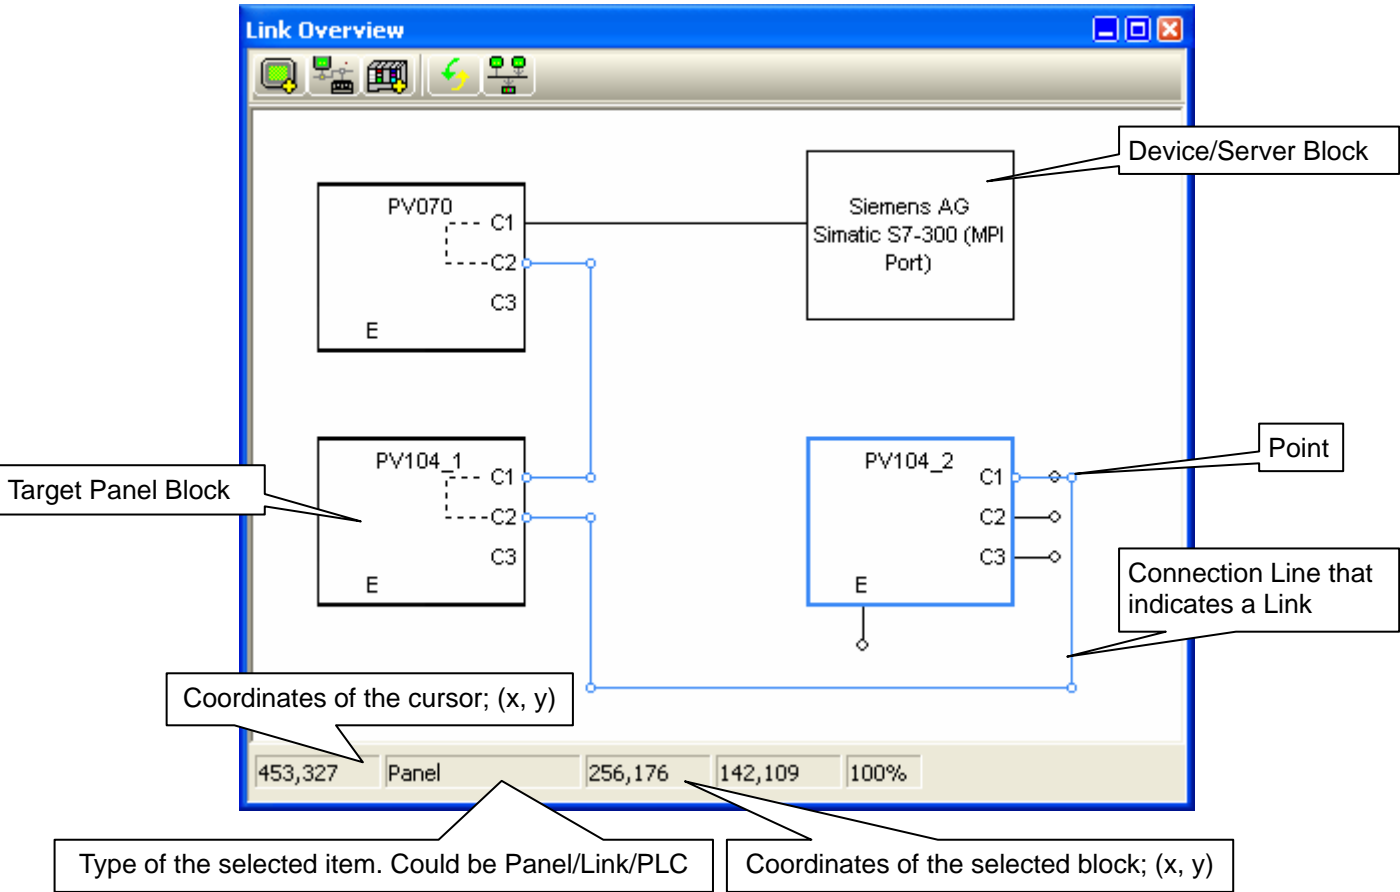 Link Overview
Device/Server Block
PV070
C1
C2
C3
E
Siemens AG
Simatic S7-300 (MPI
Port)
Target Panel Block
PV104_1
C1
C2
C3
E
PV104_2
C1
C2
C3
E
Point
Connection Line that
indicates a Link
Coordinates of the cursor; (x, y)
453,327 Panel 256,176 142,109 100%
Type of the selected item. Could be Panel/Link/PLC
Coordinates of the selected block; (x, y)